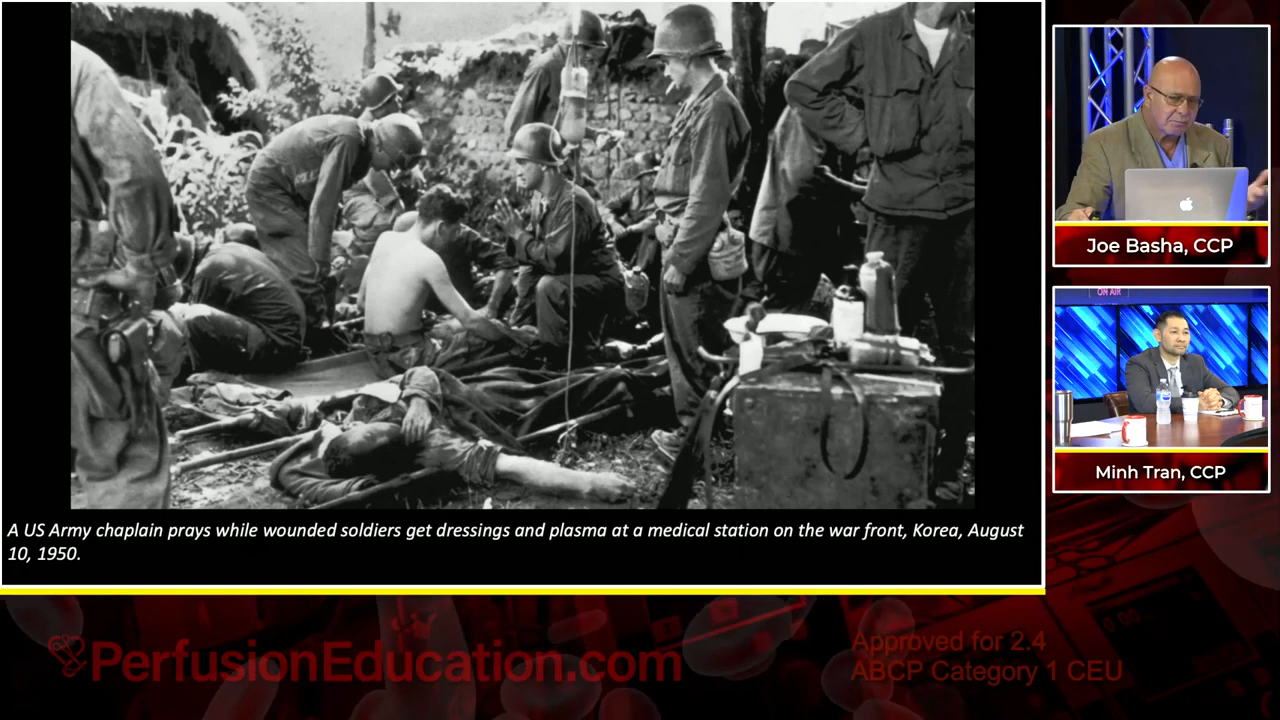 ON AIR
Joe Basha, CCP
Minh Tran, CCP
A US Army chaplain prays while wounded soldiers get dressings and plasma at a medical station on the war front, Korea, August
10, 1950.
PerfusionEducation.com
Approved for 2.4
ABCP Category 1 CEU